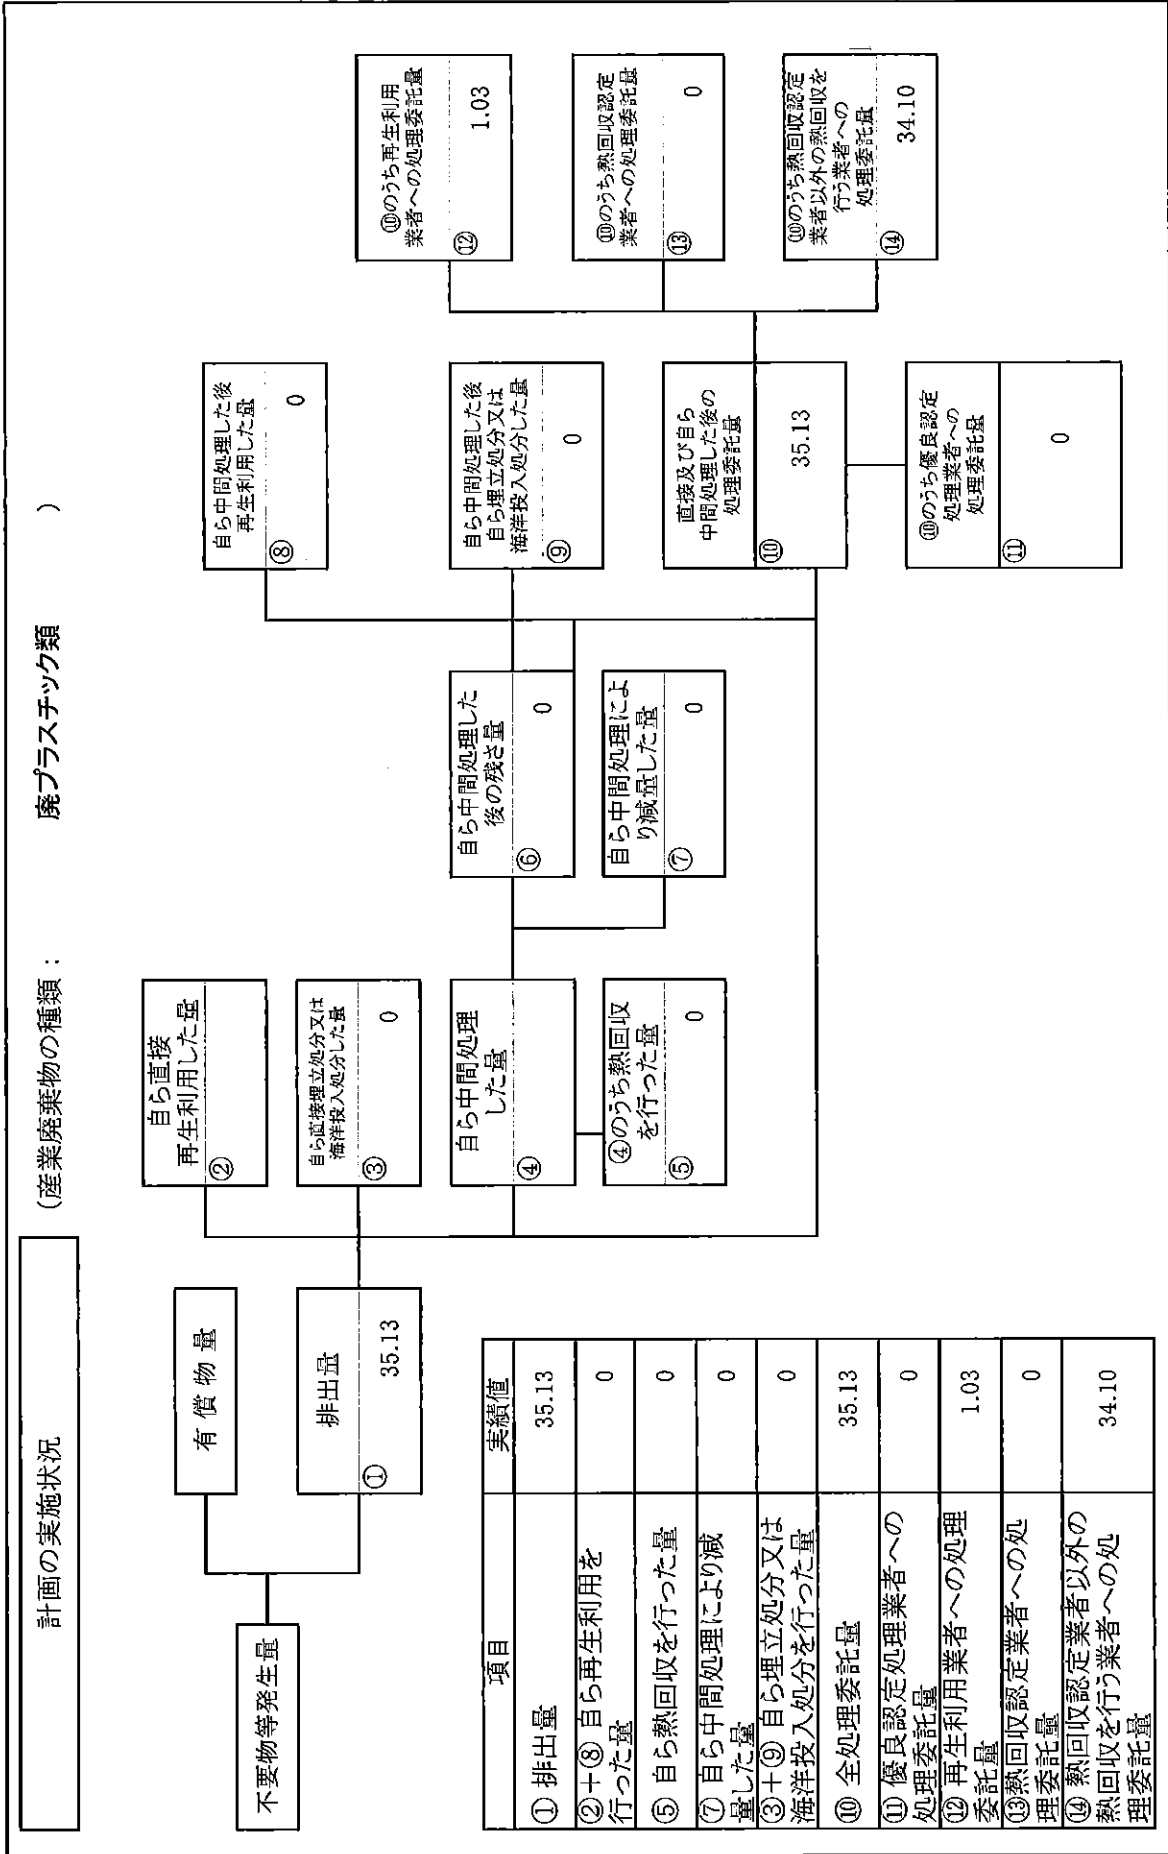 計画の実施状況
(産業廃棄物の種類： 廃プラスチック類 )
不要物等発生量
有 償 物 量
排出量
① 35.13
自ら直接
再生利用した量
②
自ら直接埋立処分又は
海洋投入処分した量
③ 0
自ら中間処理
した量
④
④のうち熱回収
を行った量
⑤ 0
自ら中間処理した
後の残さ量
⑥ 0
自ら中間処理によ
り減量した量
⑦ 0
自ら中間処理した後
再生利用した量
⑧ 0
自ら中間処理した後
自ら埋立処分又は
海洋投入処分した量
⑨ 0
直接及び自ら
中間処理した後の
処理委託量
⑩ 35.13
⑩のうち優良認定
処理業者への
処理委託量
⑪ 0
⑩のうち再生利用
業者への処理委託量
⑫ 1.03
⑩のうち熱回収認定
業者への処理委託量
⑬ 0
⑩のうち熱回収認定
業者以外の熱回収を
行う業者への
処理委託量
⑭ 34.10
項目 実績値
① 排出量 35.13
②＋⑧ 自ら再生利用を
行った量 0
⑤ 自ら熱回収を行った量 0
⑦ 自ら中間処理により減
量した量 0
③＋⑨ 自ら埋立処分又は
海洋投入処分を行った量 0
⑩ 全処理委託量 35.13
⑪ 優良認定処理業者への
処理委託量 0
⑫ 再生利用業者への処理
委託量 1.03
⑬熱回収認定業者への処
理委託量 0
⑭ 熱回収認定業者以外の
熱回収を行う業者への処
理委託量 34.10